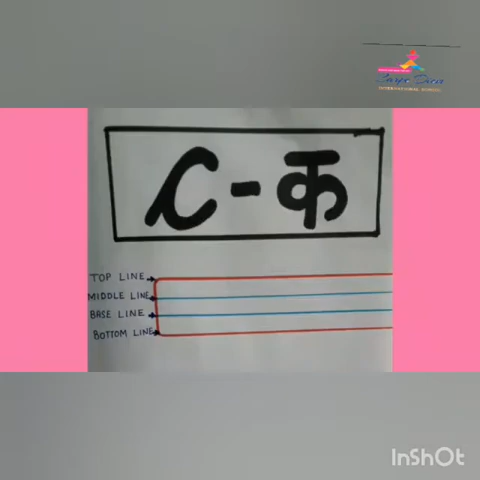 INTERNATIONAL SCHOOL
c - क
TOP LINE
MIDDLE LINE
BASE LINE
BOTTOM LINE
InShOt